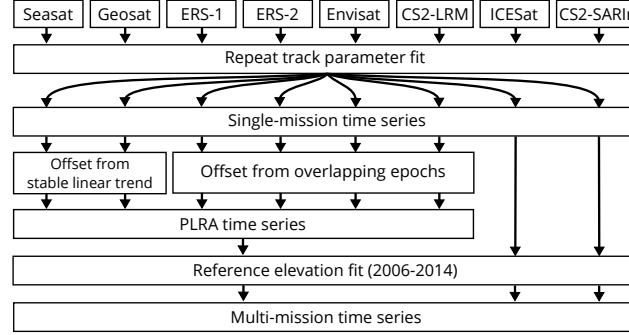 Seasat Geosat ERS-1 ERS-2 Envisat CS2-LRM ICESat CS2-SARIn
Repeat track parameter fit
Single-mission time series
Offset from
stable linear trend
Offset from overlapping epochs
PLRA time series
Reference elevation fit (2006-2014)
Multi-mission time series